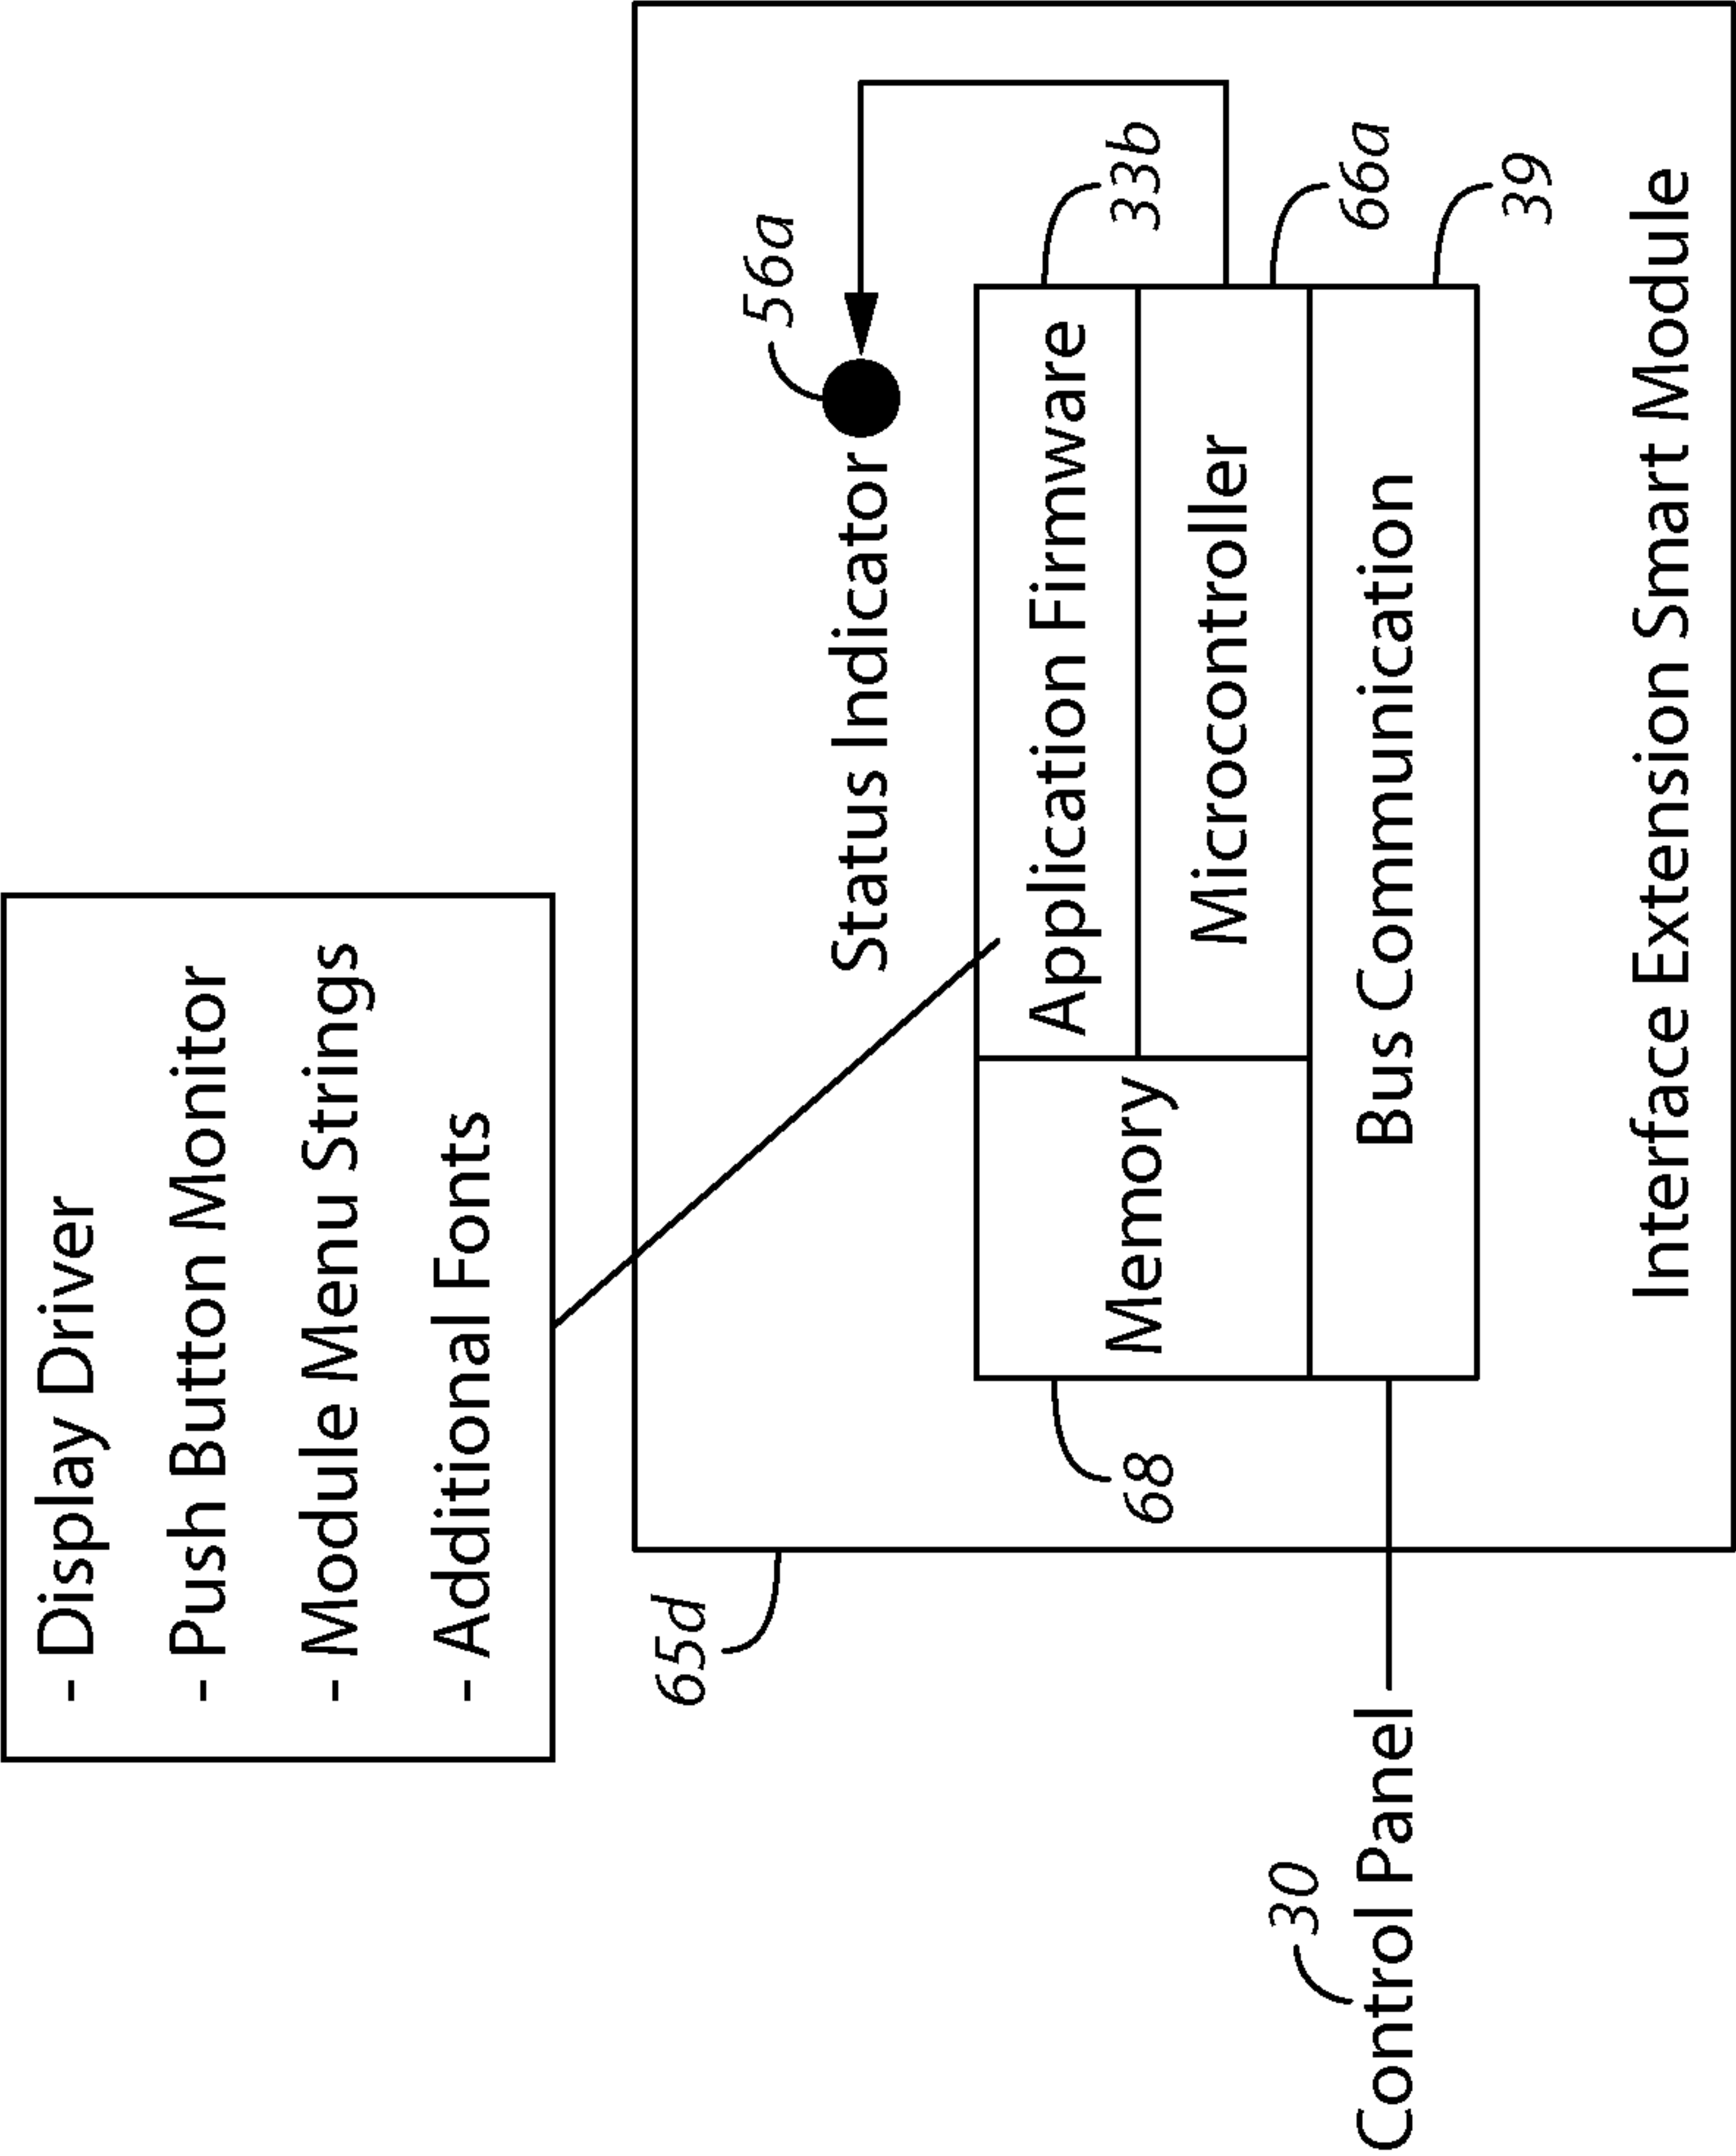 - Display Driver
- Push Button Monitor
- Module Menu Strings
- Additional Fonts
65d
56a
Status Indicator
68
Memory
Application Firmware
33b
Microcontroller
66a
30
Control Panel
Bus Communication
39
Interface Extension Smart Module